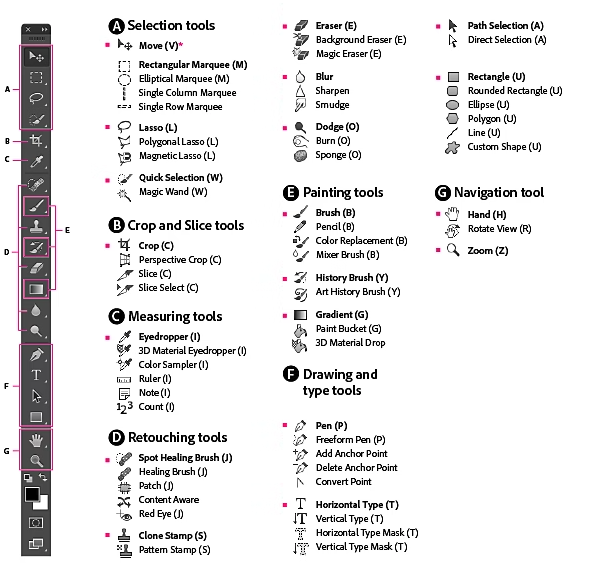 A
B
C
D
E
F
G
T
A Selection tools
Move (V)*
Rectangular Marquee (M)
Elliptical Marquee (M)
Single Column Marquee
Single Row Marquee
Lasso (L)
Polygonal Lasso (L)
Magnetic Lasso (L)
Quick Selection (W)
Magic Wand (W)
B Crop and Slice tools
Crop (C)
Perspective Crop (C)
Slice (C)
Slice Select (C)
C Measuring tools
Eyedropper (I)
3D Material Eyedropper (I)
Color Sampler (I)
Ruler (I)
Note (I)
123 Count (I)
D Retouching tools
Spot Healing Brush (J)
Healing Brush (J)
Patch (J)
Content Aware
Red Eye (J)
Clone Stamp (S)
Pattern Stamp (S)
Eraser (E)
Background Eraser (E)
Magic Eraser (E)
Blur
Sharpen
Smudge
Dodge (O)
Burn (O)
Sponge (O)
E Painting tools
Brush (B)
Pencil (B)
Color Replacement (B)
Mixer Brush (B)
History Brush (Y)
Art History Brush (Y)
Gradient (G)
Paint Bucket (G)
3D Material Drop
F Drawing and
type tools
Pen (P)
Freeform Pen (P)
Add Anchor Point
Delete Anchor Point
Convert Point
T Horizontal Type (T)
T Vertical Type (T)
T Horizontal Type Mask (T)
T Vertical Type Mask (T)
Path Selection (A)
Direct Selection (A)
Rectangle (U)
Rounded Rectangle (U)
Ellipse (U)
Polygon (U)
Line (U)
Custom Shape (U)
G Navigation tool
Hand (H)
Rotate View (R)
Zoom (Z)